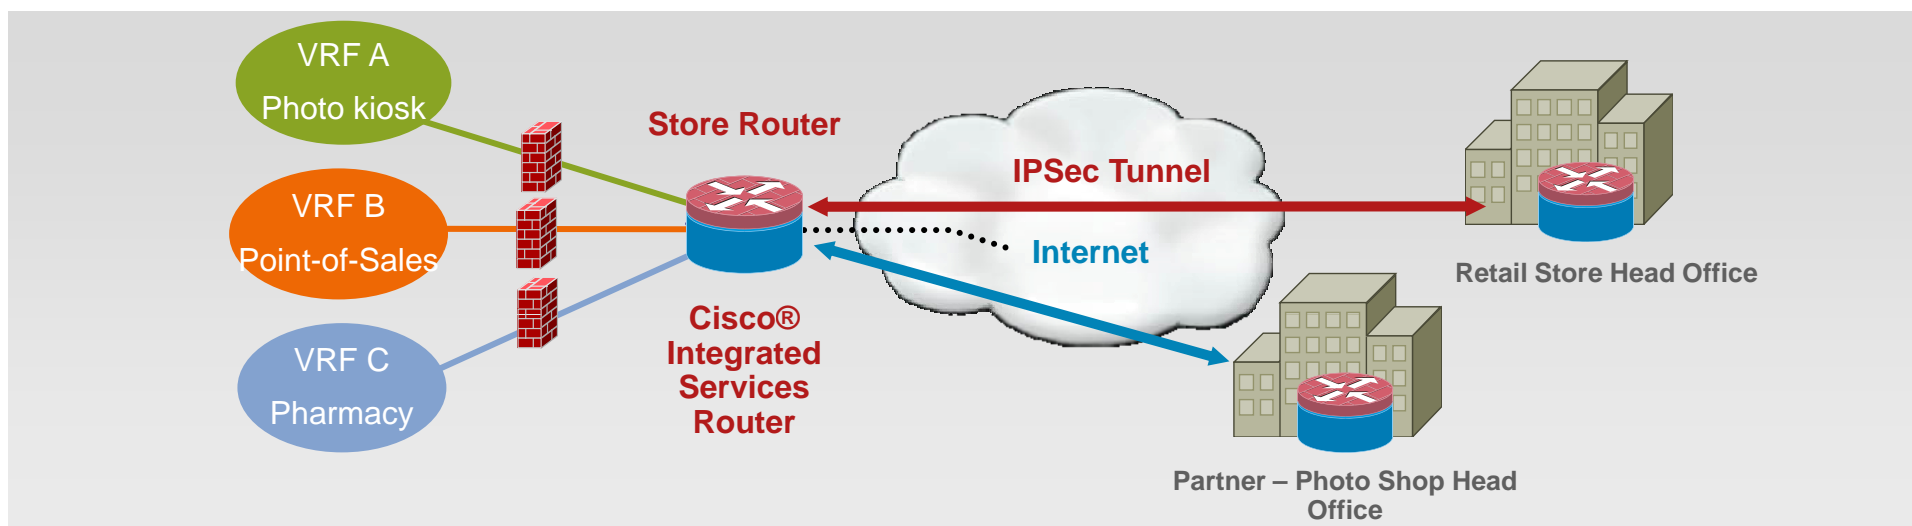 VRF A
Photo kiosk
VRF B
Point-of-Sales
VRF C
Pharmacy
Store Router
Cisco®
Integrated
Services
Router
IPSec Tunnel
Internet
Retail Store Head Office
Partner – Photo Shop Head
Office